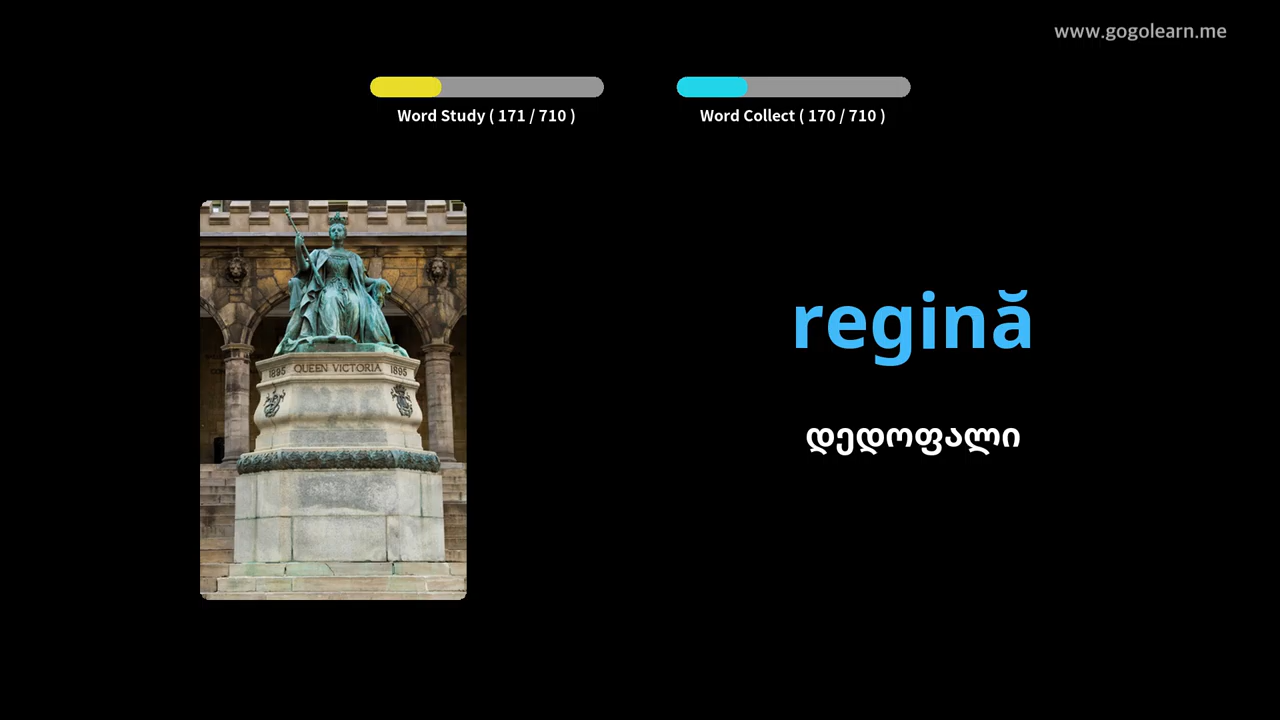 www.gogolearn.me
Word Study ( 171 / 710 )
Word Collect ( 170 / 710 )
1895 QUEEN VICTORIA 1895
regină
დედოფალი